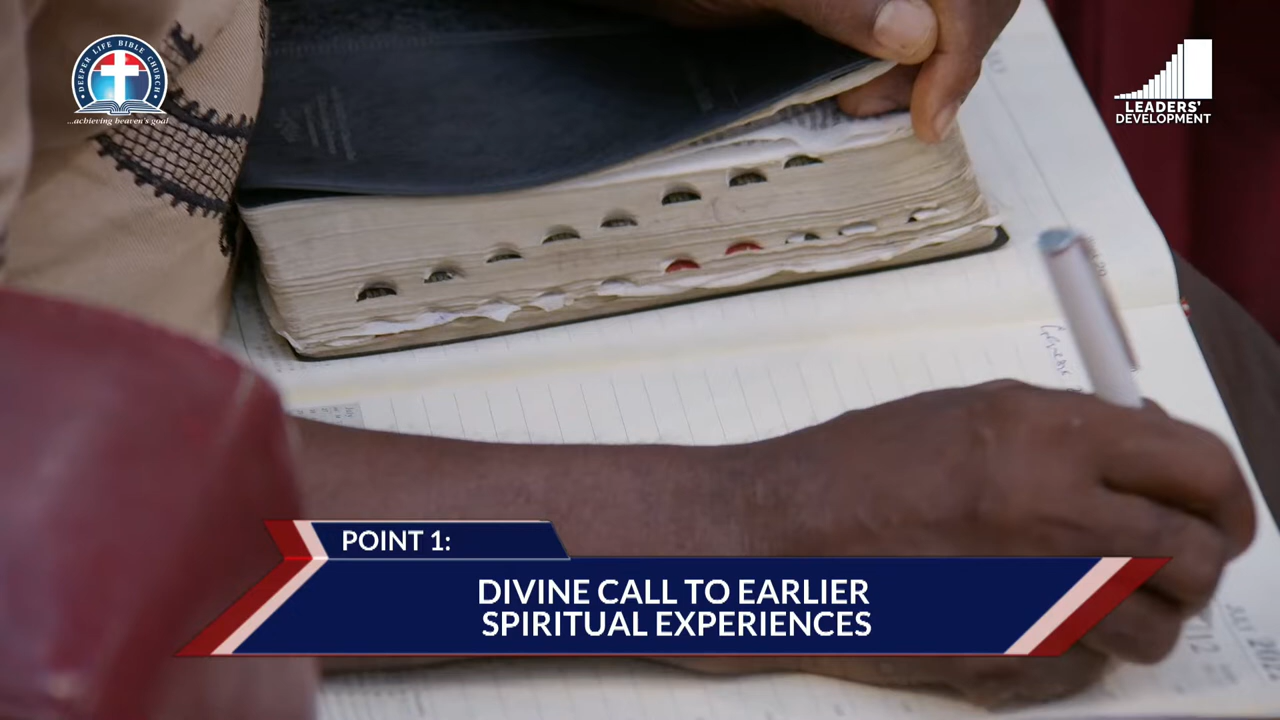 DEEPER LIFE BIBLE CHURCH
...achieving heaven's goal
LEADERS'
DEVELOPMENT
POINT 1:
DIVINE CALL TO EARLIER
SPIRITUAL EXPERIENCES